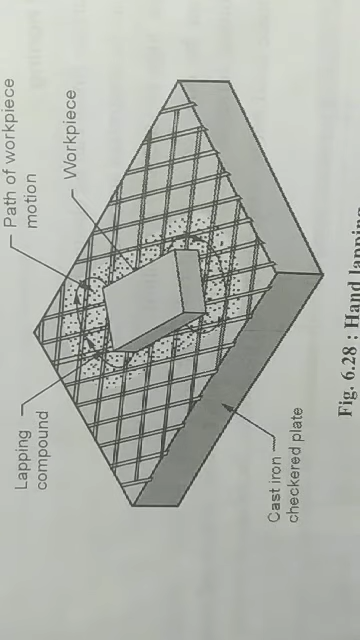 Path of workpiece
motion
Workpiece
Lapping
compound
Cast iron
checkered plate
Fig. 6.28 : Hand lapping